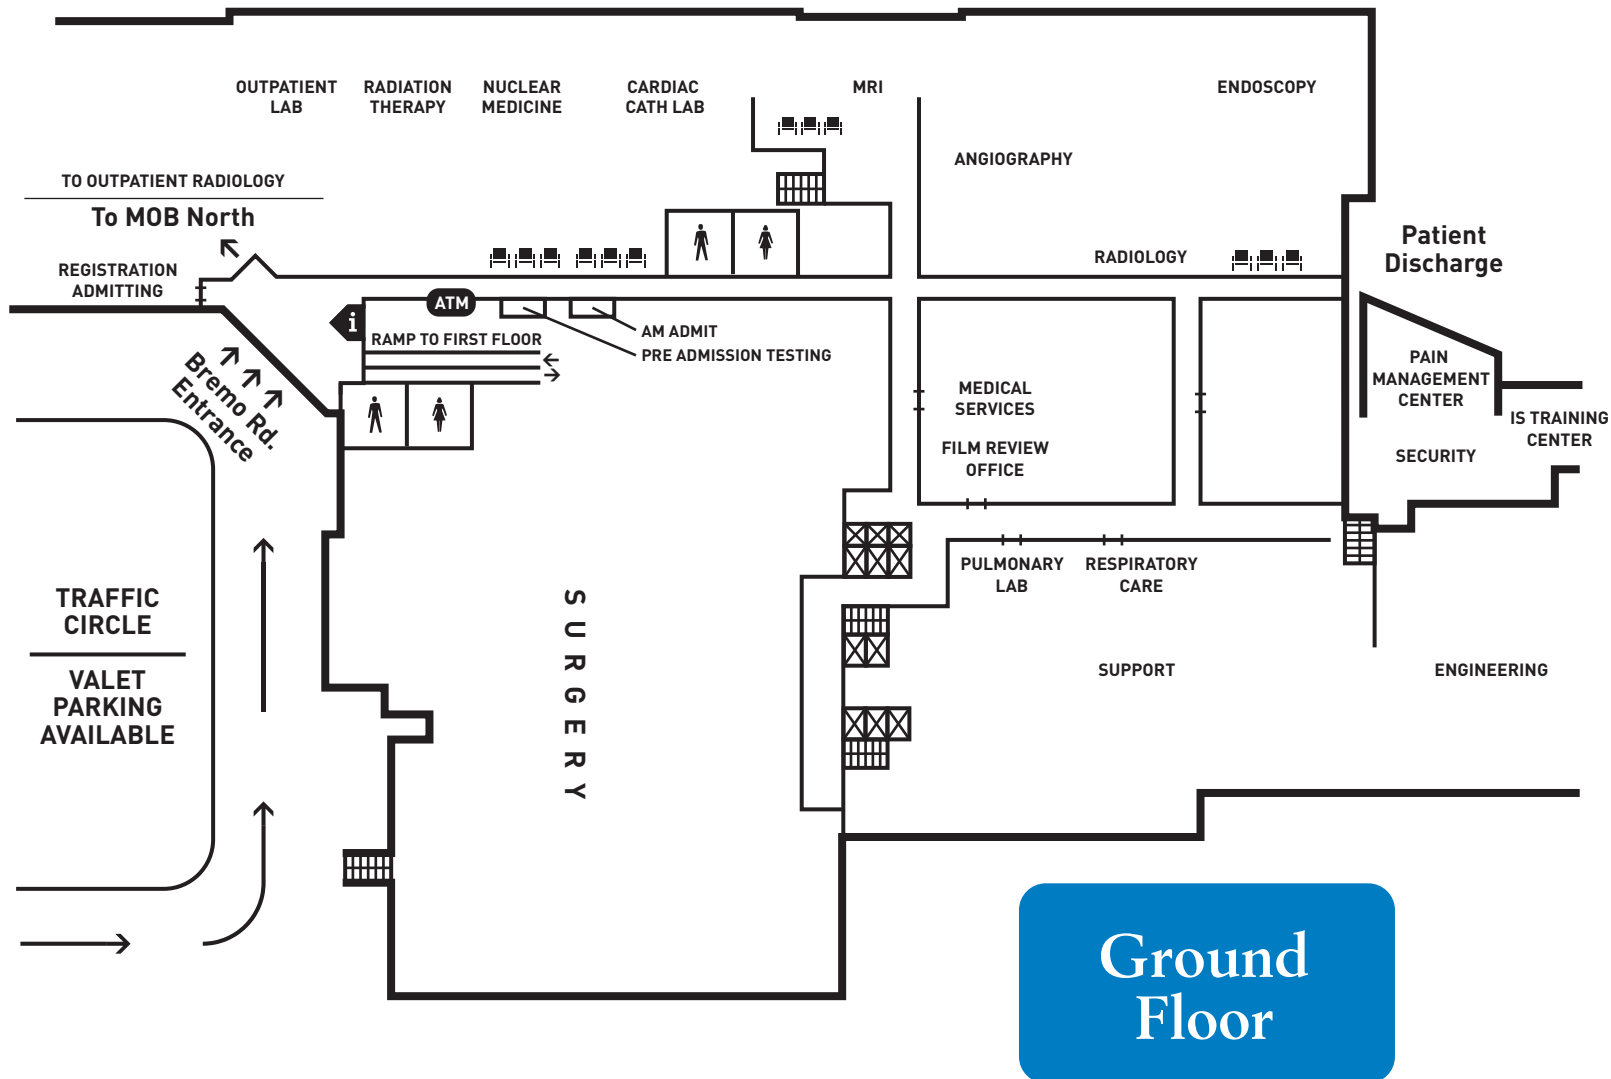 OUTPATIENT
LAB
RADIATION
THERAPY
NUCLEAR
MEDICINE
CARDIAC
CATH LAB
MRI
ENDOSCOPY
ANGIOGRAPHY
TO OUTPATIENT RADIOLOGY
To MOB North
REGISTRATION
ADMITTING
RADIOLOGY
Patient
Discharge
i
ATM
RAMP TO FIRST FLOOR
AM ADMIT
PRE ADMISSION TESTING
Bremo Rd.
Entrance
MEDICAL
SERVICES
FILM REVIEW
OFFICE
PAIN
MANAGEMENT
CENTER
IS TRAINING
CENTER
SECURITY
PULMONARY
LAB
RESPIRATORY
CARE
TRAFFIC
CIRCLE
VALET
PARKING
AVAILABLE
SURGERY
SUPPORT
ENGINEERING
Ground
Floor